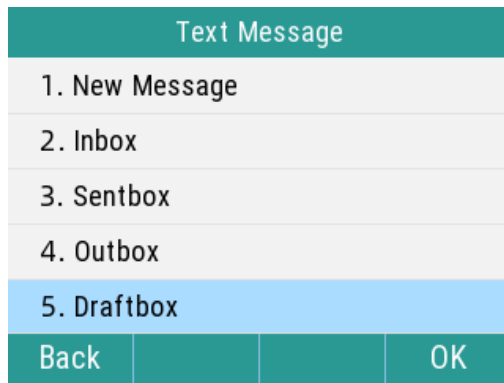 Text Message
1. New Message
2. Inbox
3. Sentbox
4. Outbox
5. Draftbox
Back OK